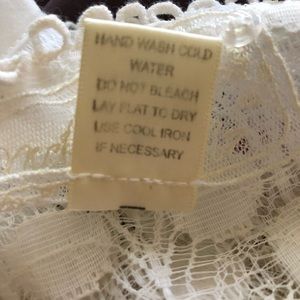 HAND WASH COLD
WATER
DO NOT BLEACH
LAY FLAT TO DRY
USE COOL IRON
IF NECESSARY